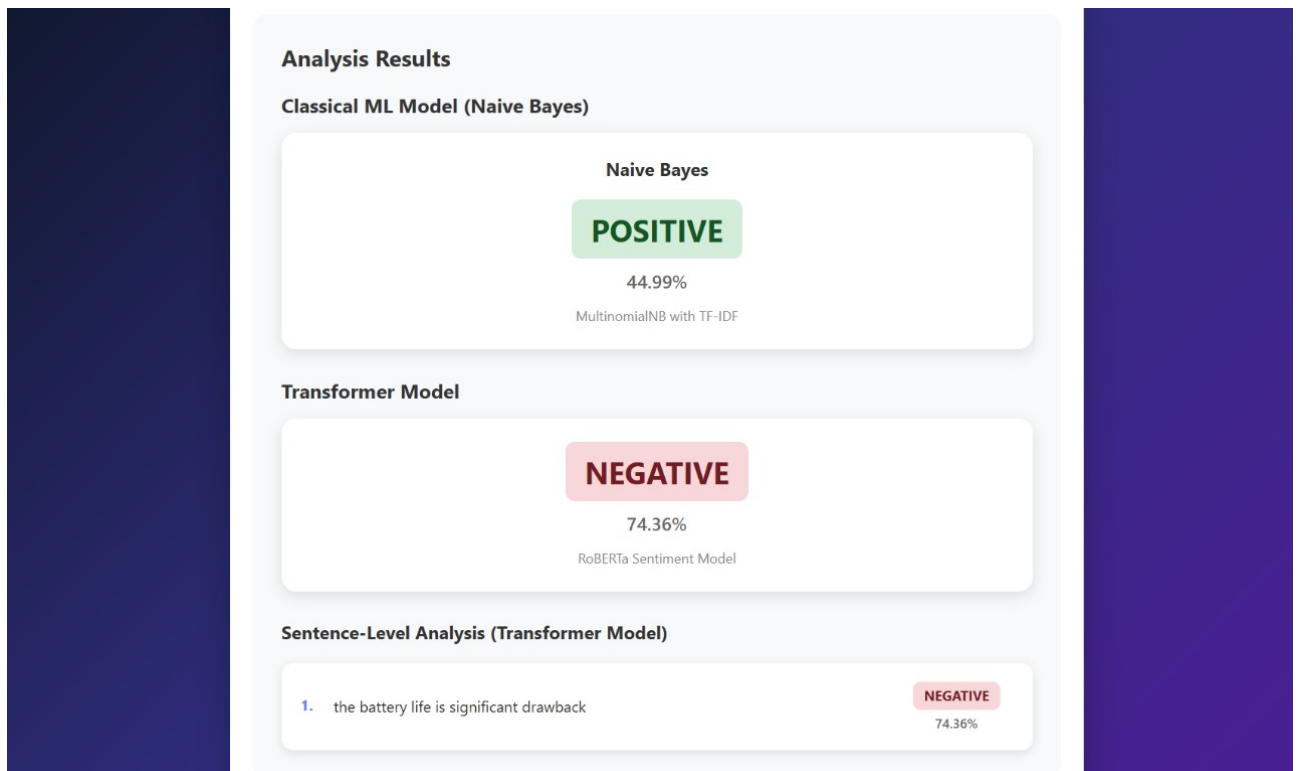 Analysis Results
Classical ML Model (Naive Bayes)
Naive Bayes
POSITIVE
44.99%
MultinomialNB with TF-IDF
Transformer Model
NEGATIVE
74.36%
RoBERTa Sentiment Model
Sentence-Level Analysis (Transformer Model)
1. the battery life is significant drawback
NEGATIVE
74.36%